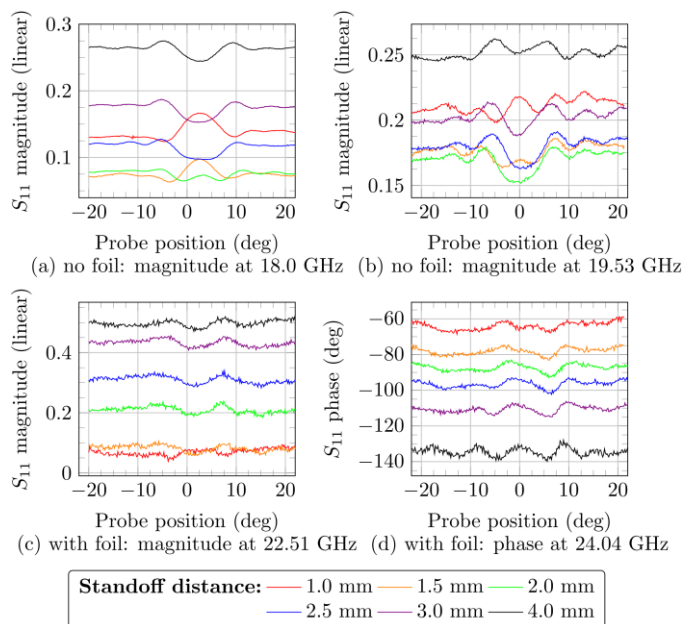 S11 magnitude (linear)
0.3
0.2
0.1
−20 −10 0 10 20
Probe position (deg)
(a) no foil: magnitude at 18.0 GHz
S11 magnitude (linear)
0.25
0.2
0.15
−20 −10 0 10 20
Probe position (deg)
(b) no foil: magnitude at 19.53 GHz
S11 magnitude (linear)
0.4
0.2
0
−20 −10 0 10 20
Probe position (deg)
(c) with foil: magnitude at 22.51 GHz
S11 phase (deg)
−60
−80
−100
−120
−140
−20 −10 0 10 20
Probe position (deg)
(d) with foil: phase at 24.04 GHz
Standoff distance: 1.0 mm 1.5 mm 2.0 mm
2.5 mm 3.0 mm 4.0 mm